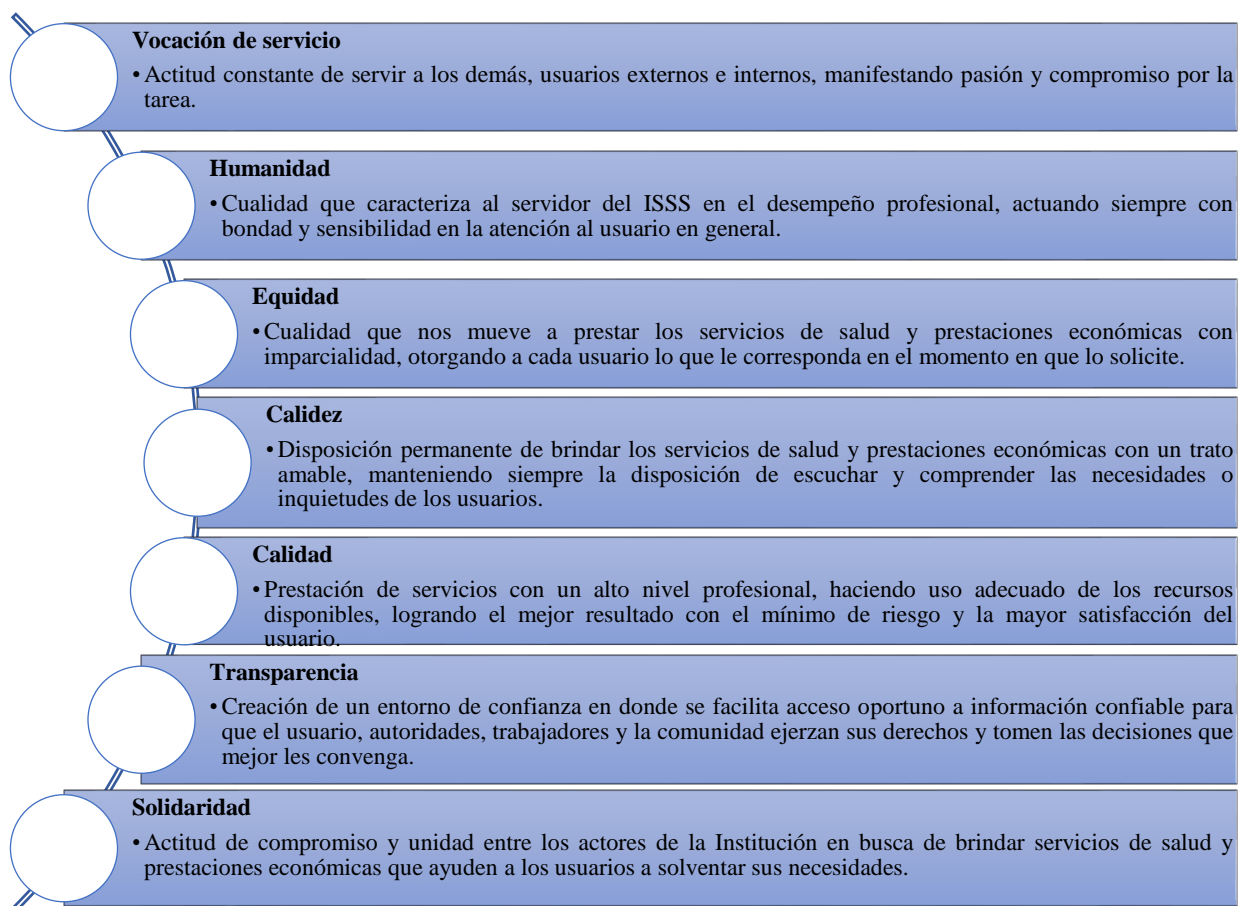 Vocación de servicio
• Actitud constante de servir a los demás, usuarios externos e internos, manifestando pasión y compromiso por la
tarea.
Humanidad
• Cualidad que caracteriza al servidor del ISSS en el desempeño profesional, actuando siempre con
bondad y sensibilidad en la atención al usuario en general.
Equidad
• Cualidad que nos mueve a prestar los servicios de salud y prestaciones económicas con
imparcialidad, otorgando a cada usuario lo que le corresponda en el momento en que lo solicite.
Calidez
• Disposición permanente de brindar los servicios de salud y prestaciones económicas con un trato
amable, manteniendo siempre la disposición de escuchar y comprender las necesidades o
inquietudes de los usuarios.
Calidad
• Prestación de servicios con un alto nivel profesional, haciendo uso adecuado de los recursos
disponibles, logrando el mejor resultado con el mínimo de riesgo y la mayor satisfacción del
usuario.
Transparencia
• Creación de un entorno de confianza en donde se facilita acceso oportuno a información confiable para
que el usuario, autoridades, trabajadores y la comunidad ejerzan sus derechos y tomen las decisiones que
mejor les convenga.
Solidaridad
• Actitud de compromiso y unidad entre los actores de la Institución en busca de brindar servicios de salud y
prestaciones económicas que ayuden a los usuarios a solventar sus necesidades.